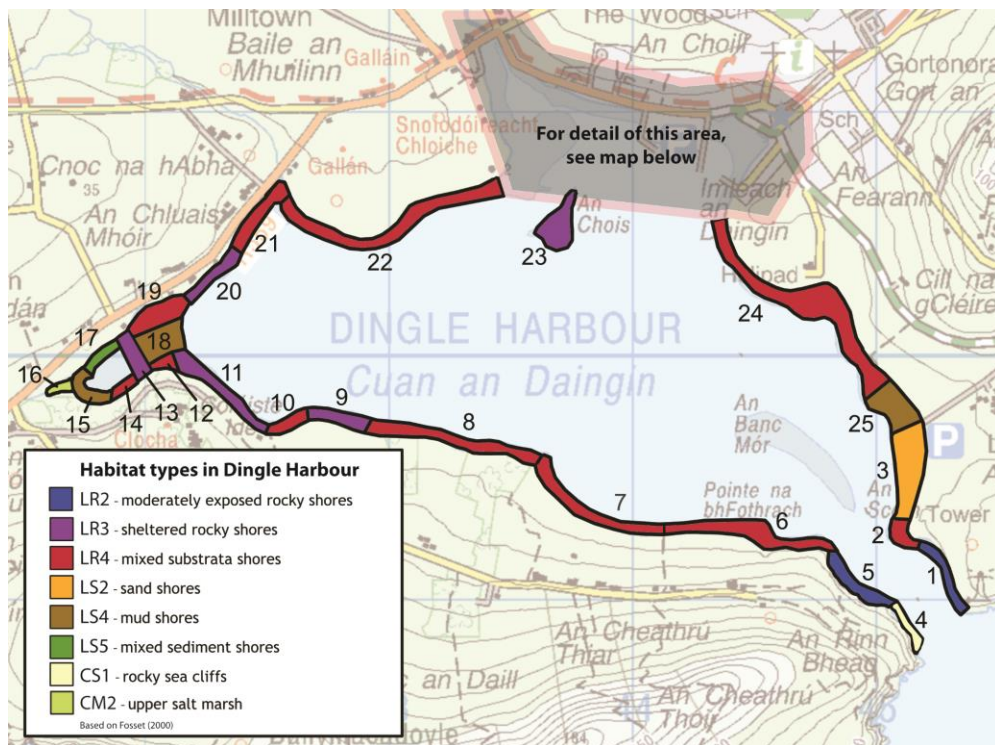 Milltown
Baile an
Mhuilinn
Galláin
The Wood
Sch
An Choill
i
Gortonora
Gort an
For detail of this area,
see map below
Sch
Snoíodóireacht
Chloiche
Gallán
2
Cnoc na hAbha
35
An Chluais
Mhóir
An
Fearann
Imleach
an
Daingin
An
Chois
23
21
22
20
Helipad
Cill na
gCléire
24
19
DINGLE HARBOUR
Cuan an Daingin
17
18
16
11
15
14
13
12
10
9
8
An
Banc
Mór
25
P
3
Clocha
Pointe na
bhFothrach
7
6
2
Tower
5
1
4
An Cheathrú
Thiar
An Rinn
Bheag
An Cheathrú
Thoir
184
Habitat types in Dingle Harbour
LR2 - moderately exposed rocky shores
LR3 - sheltered rocky shores
LR4 - mixed substrata shores
LS2 - sand shores
LS4 - mud shores
LS5 - mixed sediment shores
CS1 - rocky sea cliffs
CM2 - upper salt marsh
Based on Fosset (2000)